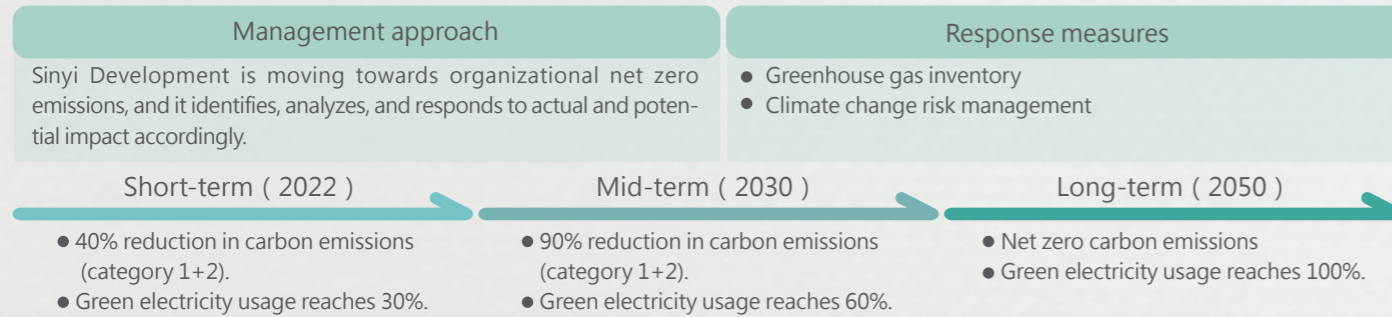 Management approach
Sinyi Development is moving towards organizational net zero
emissions, and it identifies, analyzes, and responds to actual and poten-
tial impact accordingly.
Response measures
● Greenhouse gas inventory
● Climate change risk management
Short-term ( 2022 )
● 40% reduction in carbon emissions
(category 1+2).
● Green electricity usage reaches 30%.
Mid-term ( 2030 )
● 90% reduction in carbon emissions
(category 1+2).
● Green electricity usage reaches 60%.
Long-term ( 2050 )
● Net zero carbon emissions
● Green electricity usage reaches 100%.